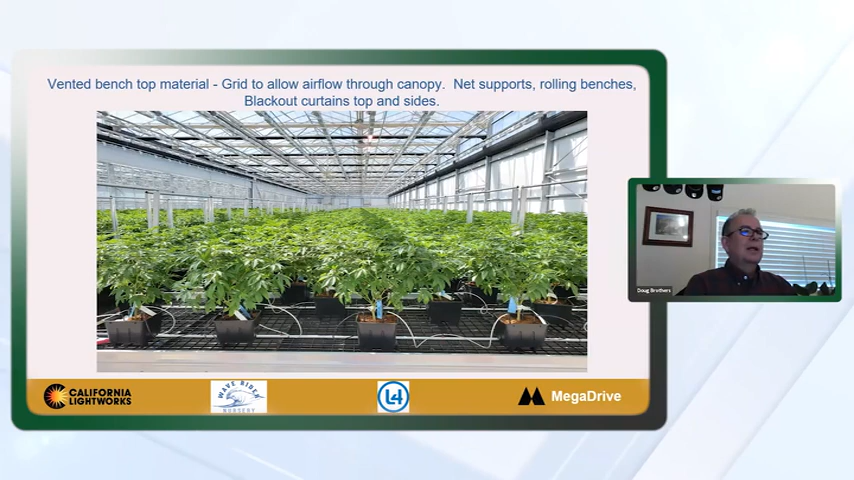 Vented bench top material - Grid to allow airflow through canopy. Net supports, rolling benches,
Blackout curtains top and sides.
Doug Brothers
CALIFORNIA
LIGHTWORKS
WAVE RIDER
NURSERY
L4
MegaDrive